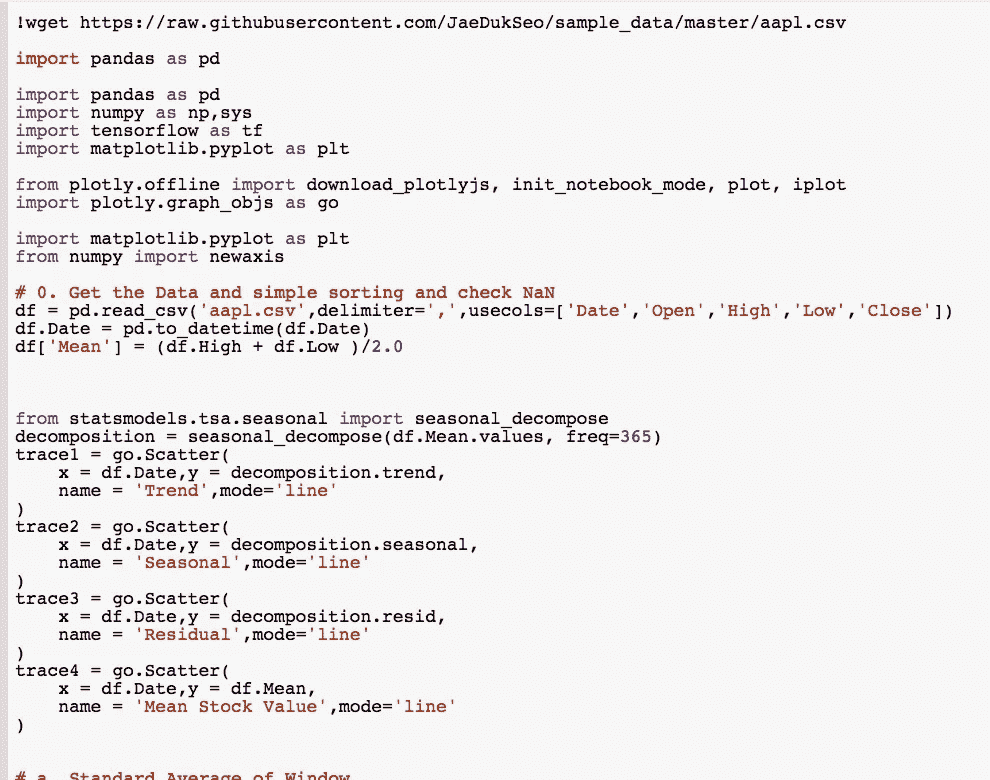 !wget https://raw.githubusercontent.com/JaeDukSeo/sample_data/master/aapl.csv
import pandas as pd
import pandas as pd
import numpy as np,sys
import tensorflow as tf
import matplotlib.pyplot as plt
from plotly.offline import download_plotlyjs, init_notebook_mode, plot, iplot
import plotly.graph_objs as go
import matplotlib.pyplot as plt
from numpy import newaxis
# 0. Get the Data and simple sorting and check NaN
df = pd.read_csv('aapl.csv',delimiter=',',usecols=['Date','Open','High','Low','Close'])
df.Date = pd.to_datetime(df.Date)
df['Mean'] = (df.High + df.Low )/2.0
from statsmodels.tsa.seasonal import seasonal_decompose
decomposition = seasonal_decompose(df.Mean.values, freq=365)
trace1 = go.Scatter(
    x = df.Date,y = decomposition.trend,
    name = 'Trend',mode='line'
)
trace2 = go.Scatter(
    x = df.Date,y = decomposition.seasonal,
    name = 'Seasonal',mode='line'
)
trace3 = go.Scatter(
    x = df.Date,y = decomposition.resid,
    name = 'Residual',mode='line'
)
trace4 = go.Scatter(
    x = df.Date,y = df.Mean,
    name = 'Mean Stock Value',mode='line'
)
# a. Standard Average of Window